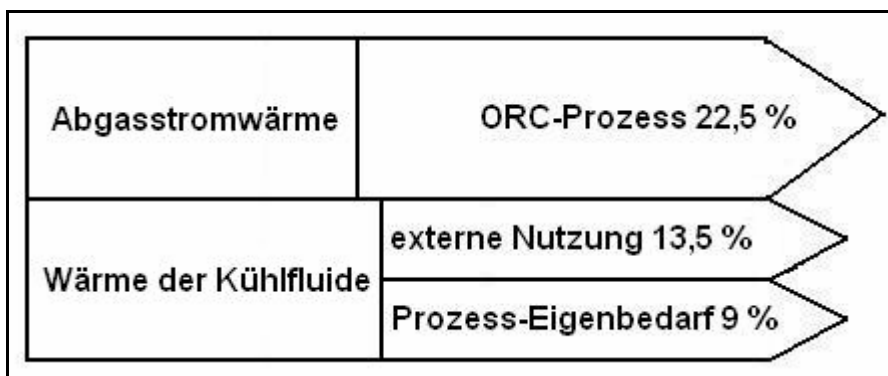 Abgasstromwärme
ORC-Prozess 22,5 %
Wärme der Kühlfluide
externe Nutzung 13,5 %
Prozess-Eigenbedarf 9 %